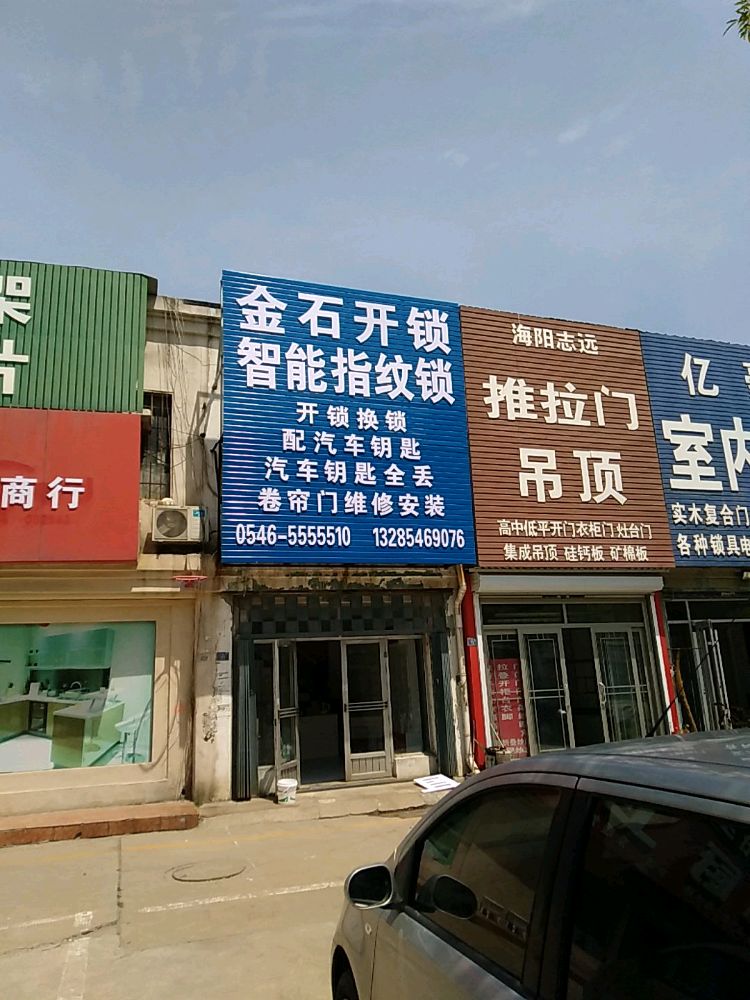 商行
金石开锁
智能指纹锁
开锁换锁
配汽车钥匙
汽车钥匙全丢
卷帘门维修安装
0546-5555510 13285469076
海阳志远
推拉门
吊顶
高中低平开门衣柜门 灶台门
集成吊顶 硅钙板 矿棉板
亿
室内
实木复合门
各种锁具